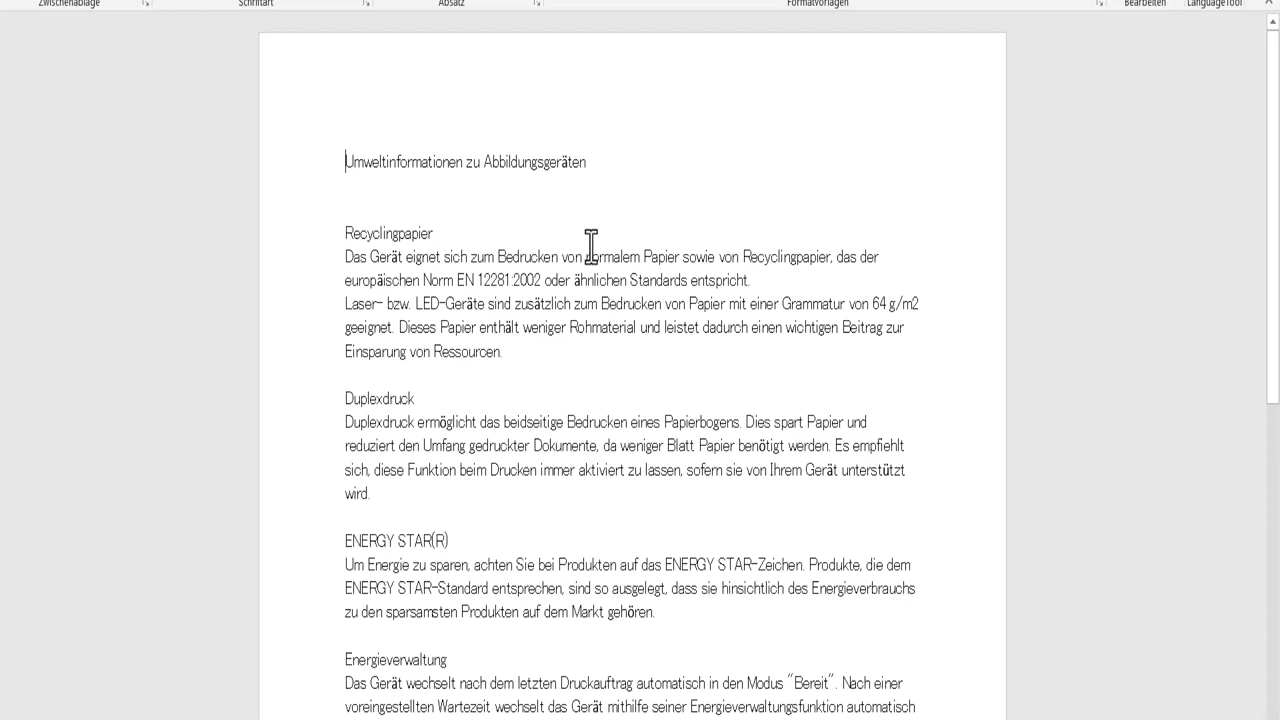 Zwischenablage Schriftart Absatz Formatvorlagen Bearbeiten LanguageTool
Umweltinformationen zu Abbildungsgeräten
Recyclingpapier
Das Gerät eignet sich zum Bedrucken von normalem Papier sowie von Recyclingpapier, das der
europäischen Norm EN 12281:2002 oder ähnlichen Standards entspricht.
Laser- bzw. LED-Geräte sind zusätzlich zum Bedrucken von Papier mit einer Grammatur von 64 g/m2
geeignet. Dieses Papier enthält weniger Rohmaterial und leistet dadurch einen wichtigen Beitrag zur
Einsparung von Ressourcen.
Duplexdruck
Duplexdruck ermöglicht das beidseitige Bedrucken eines Papierbogens. Dies spart Papier und
reduziert den Umfang gedruckter Dokumente, da weniger Blatt Papier benötigt werden. Es empfiehlt
sich, diese Funktion beim Drucken immer aktiviert zu lassen, sofern sie von Ihrem Gerät unterstützt
wird.
ENERGY STAR(R)
Um Energie zu sparen, achten Sie bei Produkten auf das ENERGY STAR-Zeichen. Produkte, die dem
ENERGY STAR-Standard entsprechen, sind so ausgelegt, dass sie hinsichtlich des Energieverbrauchs
zu den sparsamsten Produkten auf dem Markt gehören.
Energieverwaltung
Das Gerät wechselt nach dem letzten Druckauftrag automatisch in den Modus "Bereit". Nach einer
voreingestellten Wartezeit wechselt das Gerät mithilfe seiner Energieverwaltungsfunktion automatisch